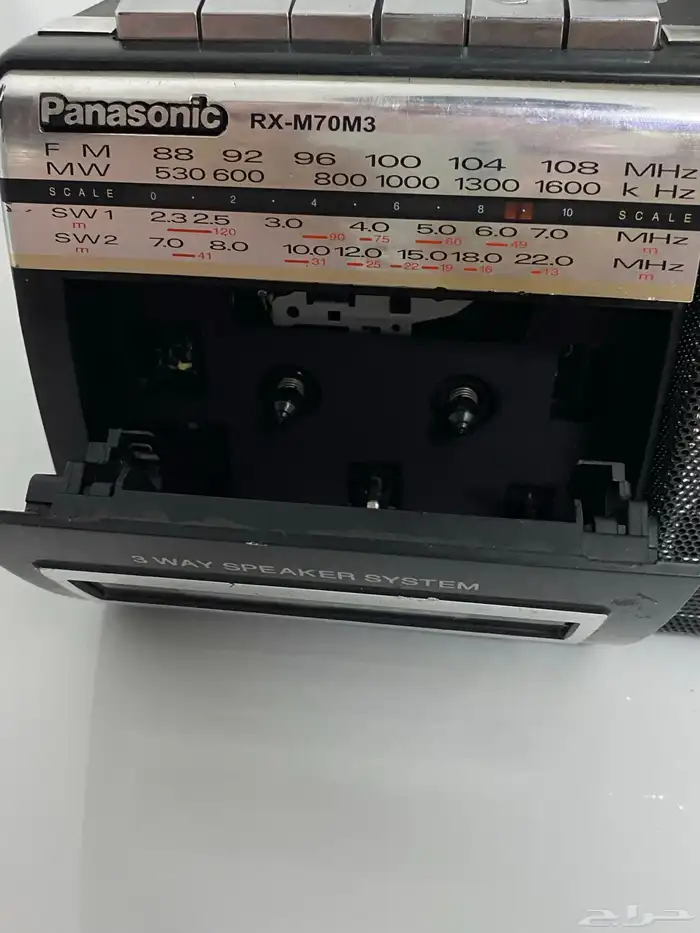 Panasonic RX-M70M3
F M 88 92 96 100 104 108 MHz
MW 530 600 800 1000 1300 1600 k Hz
SCALE 0 2 4 6 8 10 SCALE
SW1 2.3 2.5 3.0 4.0 5.0 6.0 7.0 MHz
m 120 90 75 60 49 m
SW2 7.0 8.0 10.0 12.0 15.0 18.0 22.0 MHz
m 41 31 25 22 19 16 13 m
3 WAY SPEAKER SYSTEM
حراج